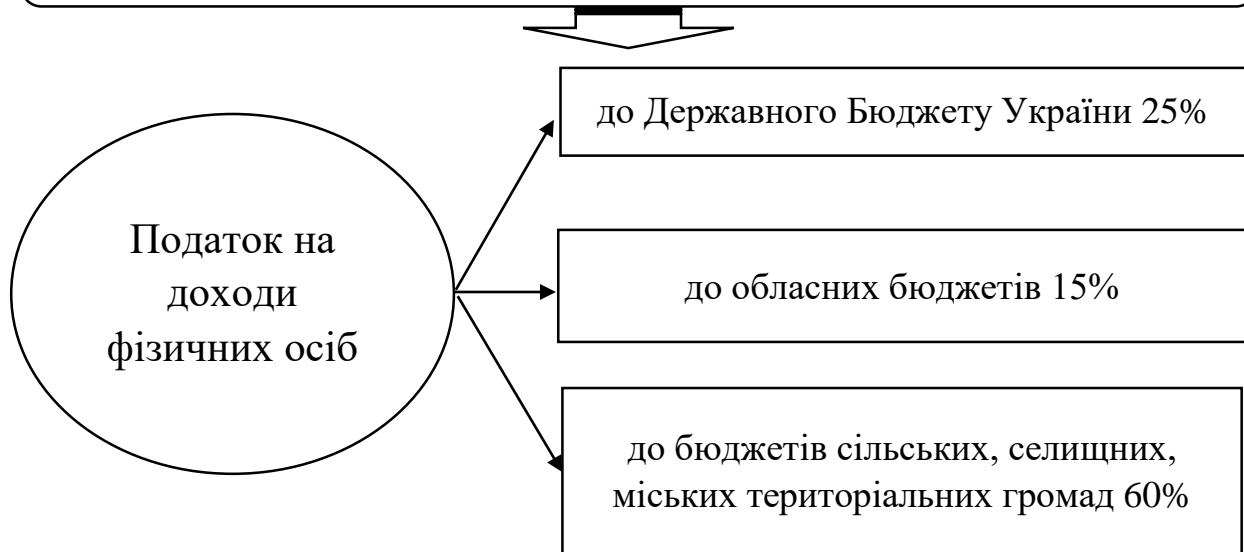 до Державного Бюджету України 25%
Податок на
доходи
фізичних осіб
до обласних бюджетів 15%
до бюджетів сільських, селищних,
міських територіальних громад 60%